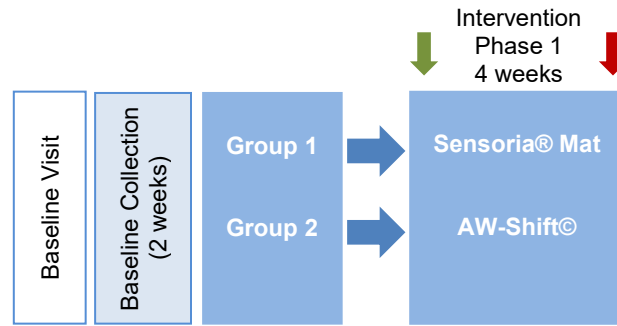 Intervention
Phase 1
4 weeks
Baseline Visit
Baseline Collection
(2 weeks)
Group 1
Sensoria® Mat
Group 2
AW-Shift©